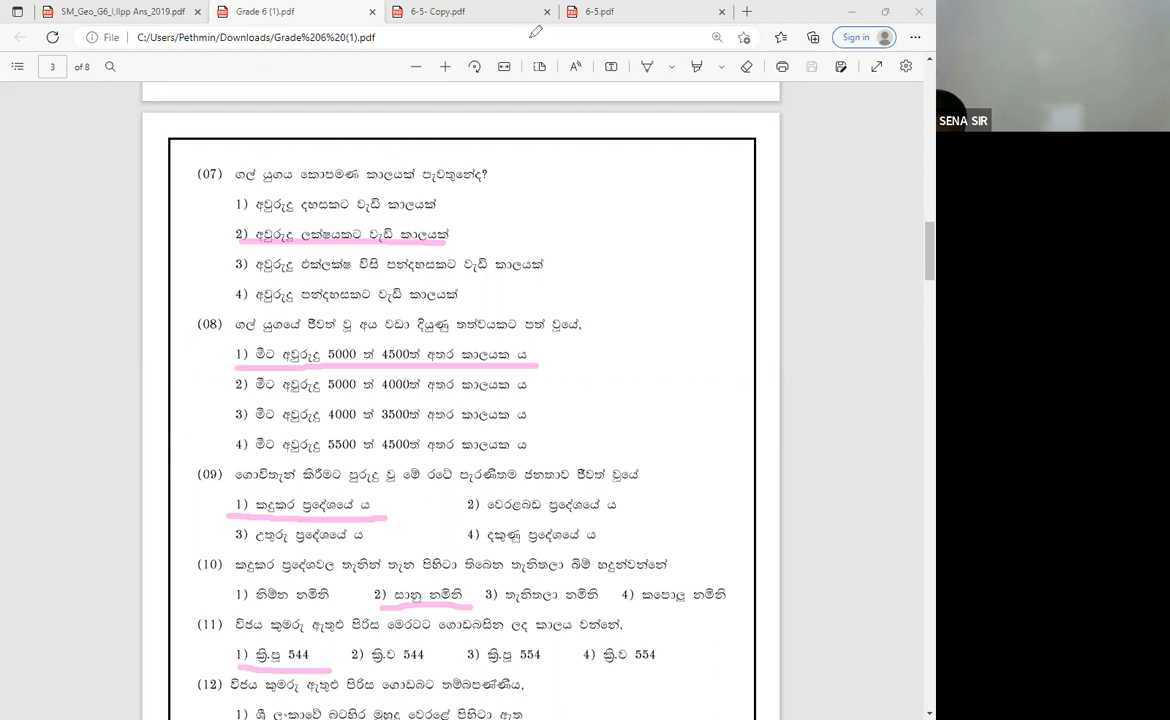 SM_Geo_G6_I,IIpp Ans_2019.pdf
Grade 6 (1).pdf
6-5- Copy.pdf
6-5.pdf
File
C:/Users/Pethmin/Downloads/Grade%206%20(1).pdf
Sign in
3 of 8
SENA SIR
(07) ගල් යුගය කොපමණ කාලයක් පැවතුනේද?
1) අවුරුදු දහසකට වැඩි කාලයක්
2) අවුරුදු ලක්ෂයකට වැඩි කාලයක්
3) අවුරුදු එක්ලක්ෂ විසි පන්දහසකට වැඩි කාලයක්
4) අවුරුදු පන්දහසකට වැඩි කාලයක්
(08) ගල් යුගයේ ජීවත් වූ අය වඩා දියුණු තත්වයකට පත් වූයේ,
1) මීට අවුරුදු 5000 ත් 4500ත් අතර කාලයක ය
2) මීට අවුරුදු 5000 ත් 4000ත් අතර කාලයක ය
3) මීට අවුරුදු 4000 ත් 3500ත් අතර කාලයක ය
4) මීට අවුරුදු 5500 ත් 4500ත් අතර කාලයක ය
(09) ගොවිතැන් කිරීමට පුරුදු වූ මේ රටේ පැරණිතම ජනතාව ජීවත් වූයේ
1) කදුකර ප්‍රදේශයේ ය 2) වෙරළබඩ ප්‍රදේශයේ ය
3) උතුරු ප්‍රදේශයේ ය 4) දකුණු ප්‍රදේශයේ ය
(10) කදුකර ප්‍රදේශවල තැනින් තැන පිහිටා තිබෙන තැනිතලා බිම් හදුන්වන්නේ
1) නිම්න නමිනි 2) සානු නමිනි 3) තැනිතලා නමිනි 4) කපොලු නමිනි
(11) විජය කුමරු ඇතුළු පිරිස මෙරටට ගොඩබසින ලද කාලය වන්නේ,
1) ක්‍රි.පූ 544 2) ක්‍රි.ව 544 3) ක්‍රි.පූ 554 4) ක්‍රි.ව 554
(12) විජය කුමරු ඇතුළු පිරිස ගොඩබට තම්බපණ්ණිය,
1) ශ්‍රී ලංකාවේ බටහිර මුහුදු වෙරළේ පිහිටා ඇත